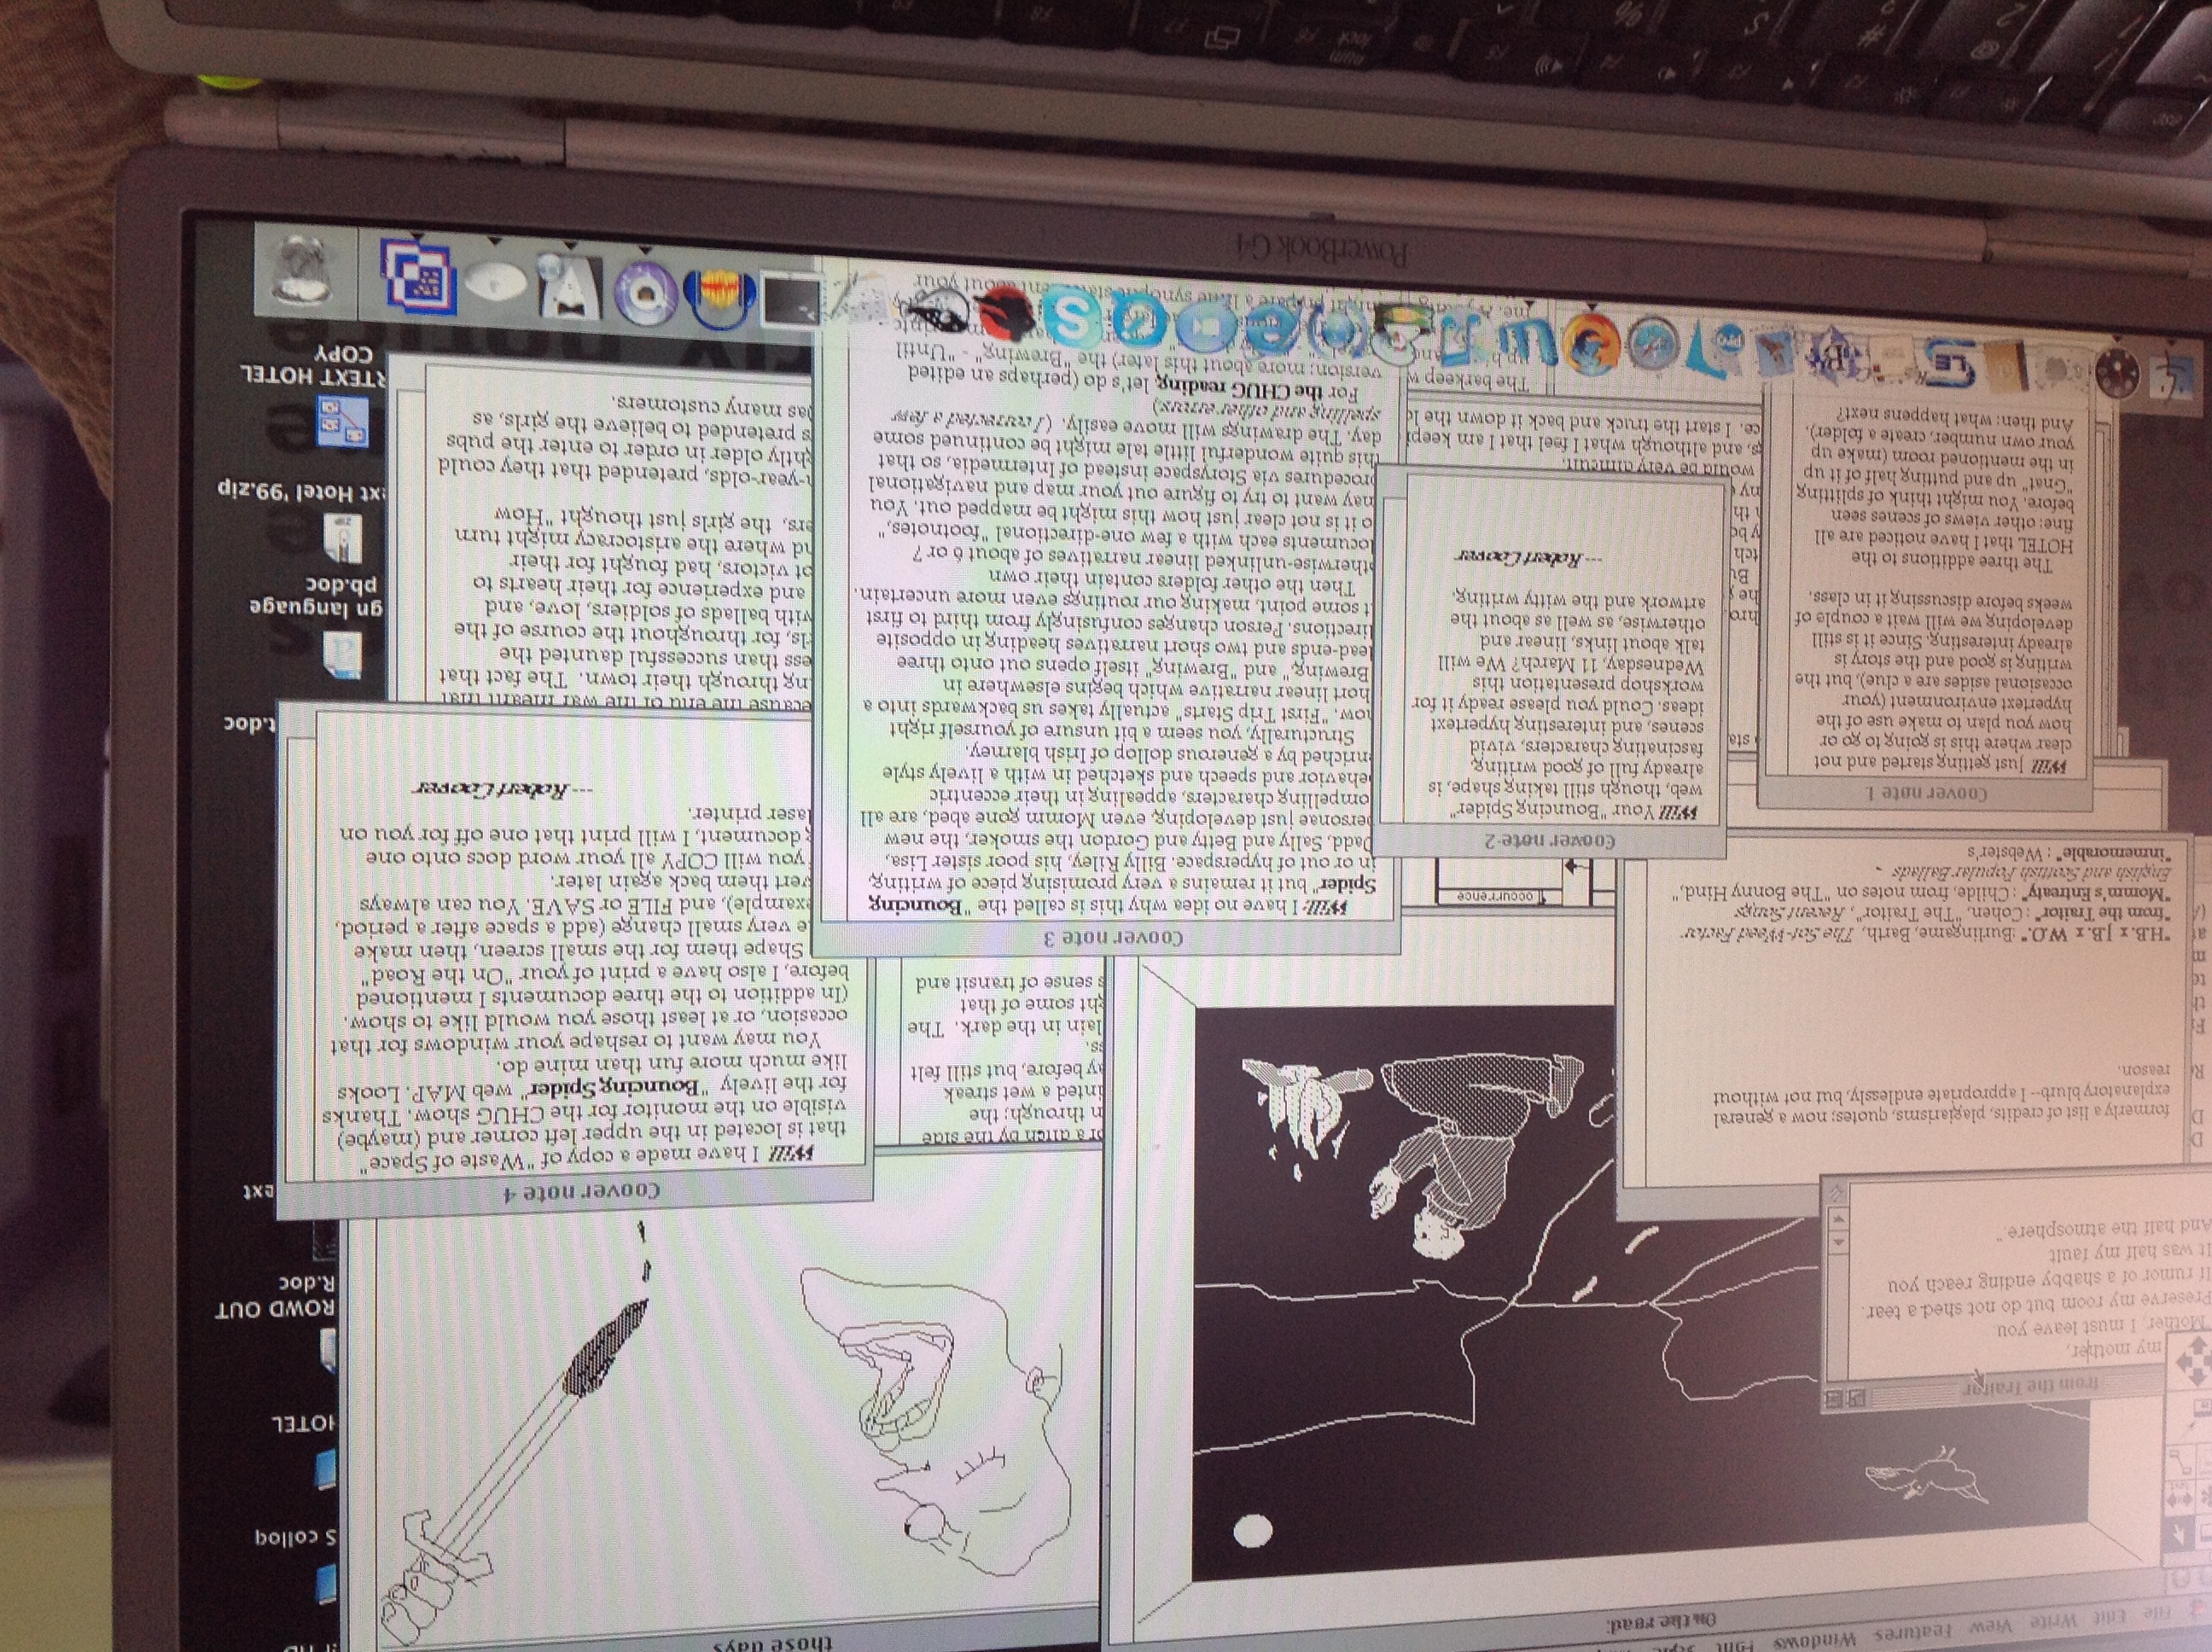 File Edit Write View Features Windows Font
On the road:
those days
from the Traitor
my mother,
"Mother, I must leave you
Preserve my room but do not shed a tear.
If rumor of a shabby ending reach you
It was half my fault
And half the atmosphere."
formerly a list of credits, plagiarisms, quotes; now a general
explanatory blurb-- I appropriate endlessly, but not without
reason.
"H.B. x J.B. x W.O." :Burlingame, Barth, The Sot-Weed Factor
"from the Traitor" : Cohen, "The Traitor", Recent Songs
"Momm's Entreaty" : Childe, from notes on "The Bonny Hind,"
English and Scottish Popular Ballads
"inmemorable" : Webster's
occurrence
Coover note 1
Will: Just getting started and not
clear where this is going to go or
how you plan to make use of the
hypertext environment (your
occasional asides are a clue), but the
writing is good and the story is
already interesting. Since it is still
developing we will wait a couple of
weeks before discussing it in class.
The three additions to the
HOTEL that I have noticed are all
fine: other views of scenes seen
before. You might think of splitting
"Gnat" up and putting half of it up
in the mentioned room (make up
your own number, create a folder).
And then: what happens next?
Coover note 2
Will: Your "Bouncing Spider"
web, though still taking shape, is
already full of good writing,
fascinating characters, vivid
scenes, and interesting hypertext
ideas. Could you please ready it for
workshop presentation this
Wednesday, 11 March? We will
talk about links, linear and
otherwise, as well as about the
artwork and the witty writing.
---Robert Coover
would be very difficult.
s, and although what I feel that I am keepi
ce. I start the truck and back it down the lo
The barkeep w
Coover note 3
Will: I have no idea why this is called the "Bouncing
Spider" but it remains a very promising piece of writing,
in or out of hyperspace. Billy Riley, his poor sister Lisa,
Dadd, Sally and Betty and Gordon the smoker, the new
personae just developing, even Momm gone abed, are all
ompelling characters, appealing in their eccentric
ehavior and speech and sketched in with a lively style
enriched by a generous dollop of Irish blarney.
Structurally, you seem a bit unsure of yourself right
now. "First Trip Starts" actually takes us backwards into a
hort linear narrative which begins elsewhere in
Brewing," and "Brewing" itself opens out onto three
lead-ends and two short narratives heading in opposite
directions. Person changes confusingly from third to first
t some point, making our routings even more uncertain.
Then the other folders contain their own
otherwise-unlinked linear narratives of about 6 or 7
documents each with a few one-directional "footnotes,"
o it is not clear just how this might be mapped out. You
may want to try to figure out your map and navigational
procedures via Storyspace instead of Intermedia, so that
this quite wonderful little tale might be continued some
day. The drawings will move easily. (I corrected a few
spelling and other errors.)
For the CHUG reading, let's do (perhaps an edited
version; more about this later) the "Brewing" - "Until
might prepare a little synoptic statement about your
Coover note 4
Will: I have made a copy of "Waste of Space"
that is located in the upper left corner and (maybe)
visible on the monitor for the CHUG show. Thanks
for the lively "Bouncing Spider" web MAP. Looks
like much more fun than mine do.
You may want to reshape your windows for that
occasion, or at least those you would like to show.
(In addition to the three documents I mentioned
before, I also have a print of your "On the Road"
Shape them for the small screen, then make
e very small change (add a space after a period,
example), and FILE or SAVE. You can always
vert them back again later.
you will COPY all your word docs onto one
document, I will print that one off for you on
laser printer.
---Robert Coover
or a ditch by the side
n through; the
inted a wet streak
ay before, but still felt
ss.
lain in the dark. The
ht some of that
s sense of transit and
ecause the end of the war meant that
ng through their town. The fact that
ess than successful daunted the
rls, for throughout the course of the
with ballads of soldiers, love, and
and experience for their hearts to
ot victors, had fought for their
nd where the aristocracy might turn
ers, the girls just thought "How
n-year-olds, pretended that they could
ghtly older in order to enter the pubs
s pretended to believe the girls, as
as many customers.
S colloq
HOTEL
ROWD OUT
R.doc
ext
t.doc
gn language
pb.doc
ZIP
ext Hotel '99.zip
RTEXT HOTEL
COPY
PowerBook G4
esc
num
lock
F6
F7